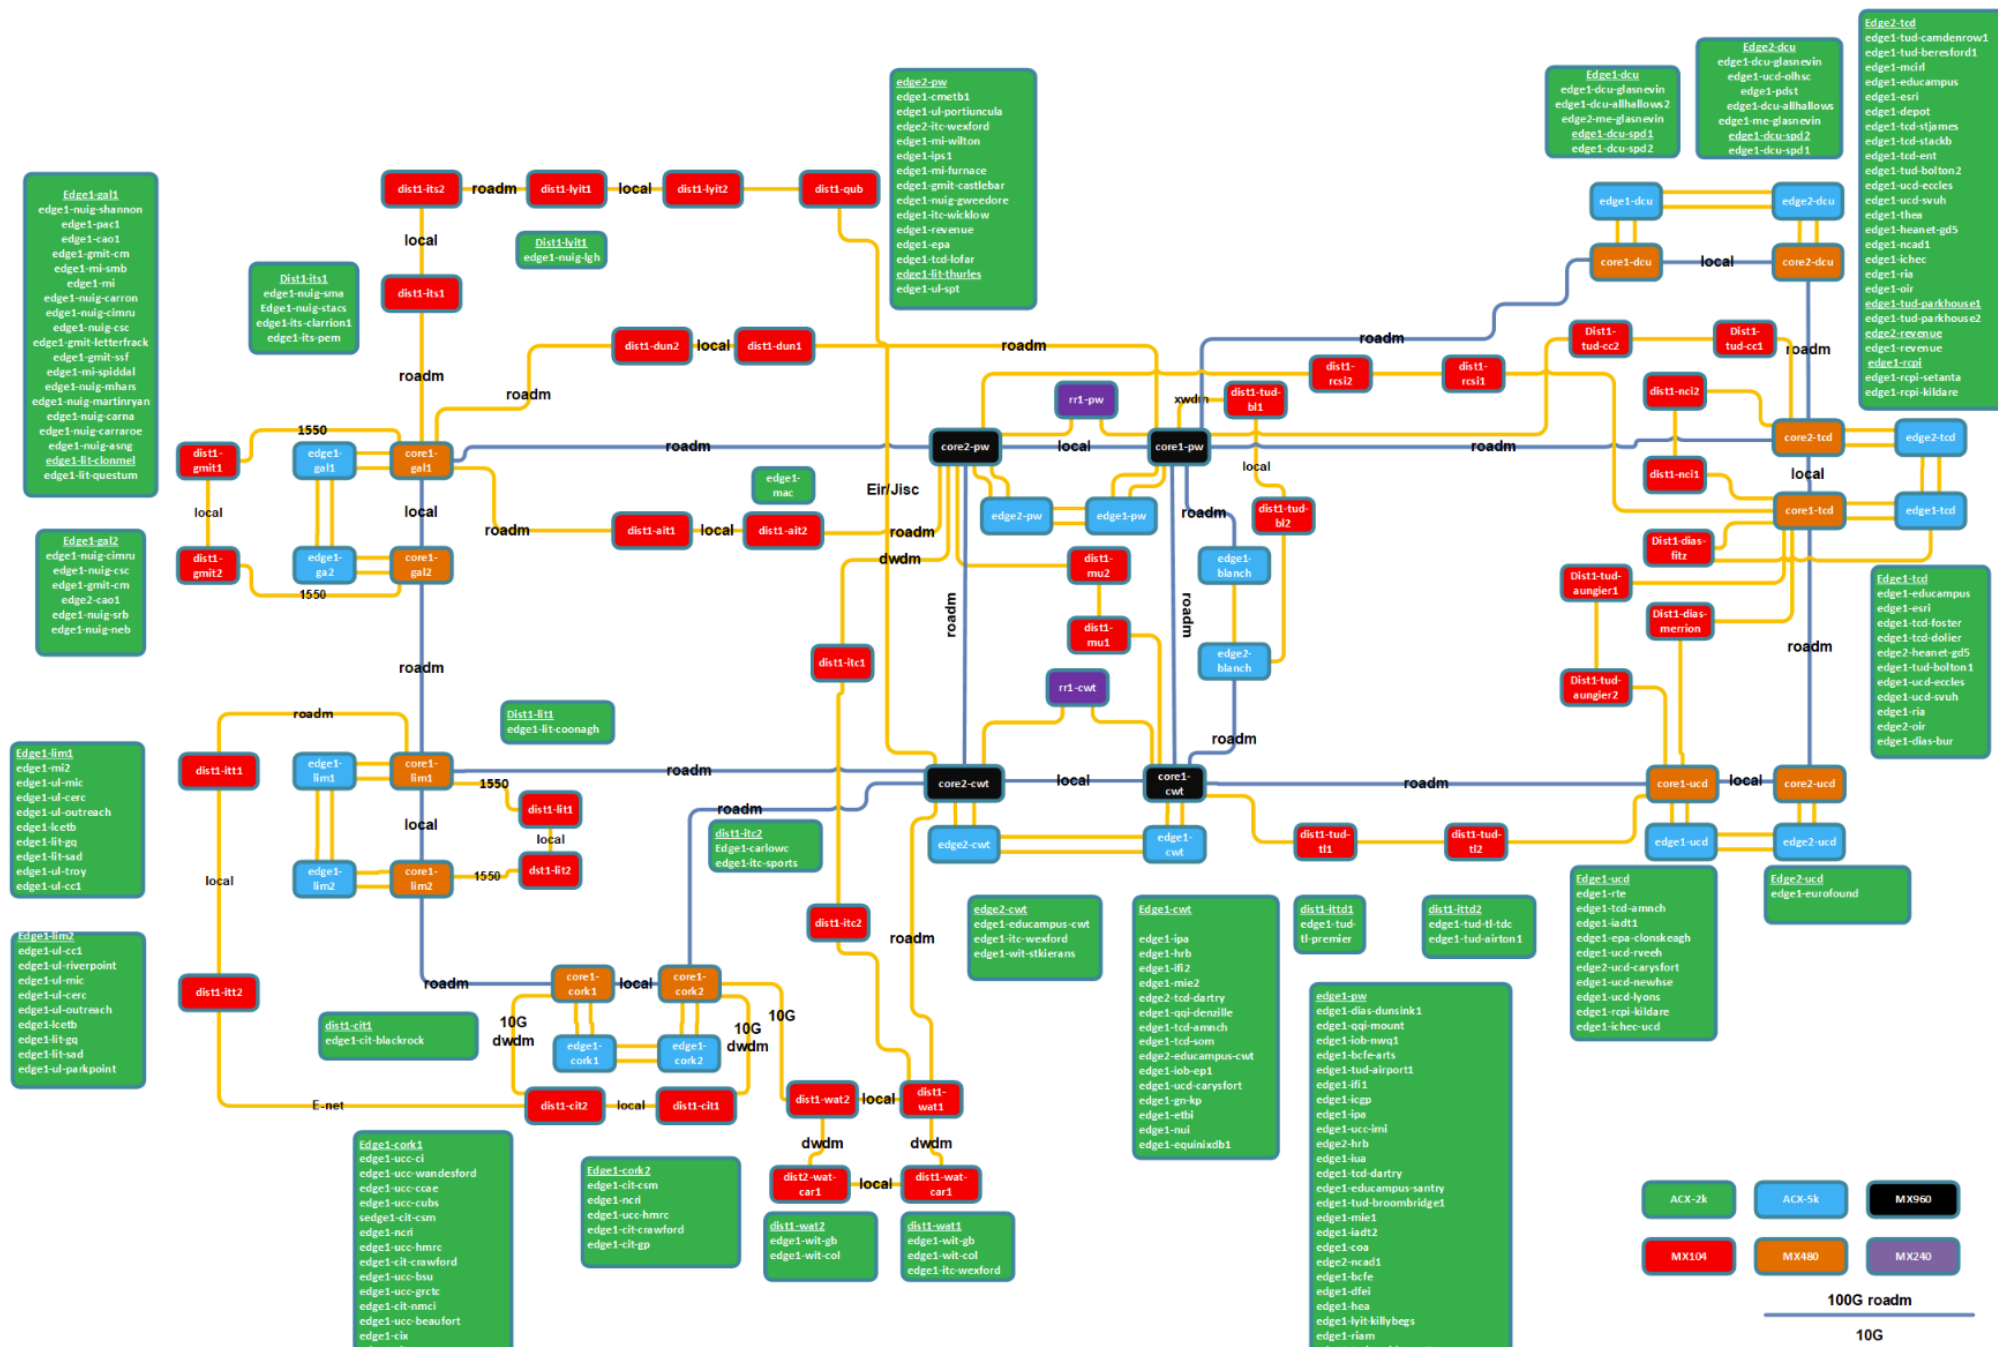 Edge2-tcd
edge1-tud-camdenrow1
edge1-tud-beresford1
edge1-mcirl
edge1-educampus
edge1-esri
edge1-depot
edge1-tcd-stjames
edge1-tcd-stackb
edge1-tcd-ent
edge1-tud-bolton2
edge1-ucd-eccles
edge1-ucd-svuh
edge1-thea
edge1-heanet-gd5
edge1-ncad1
edge1-ichec
edge1-ria
edge1-oir
edge1-tud-parkhouse1
edge1-tud-parkhouse2
edge2-revenue
edge1-revenue
edge1-rcpi
edge1-rcpi-setanta
edge1-rcpi-kildare
Edge2-dcu
edge1-dcu-glasnevin
edge1-ucd-olhsc
edge1-pdst
edge1-dcu-allhallows
edge1-me-glasnevin
edge1-dcu-spd2
edge1-dcu-spd1
Edge1-dcu
edge1-dcu-glasnevin
edge1-dcu-allhallows2
edge2-me-glasnevin
edge1-dcu-spd1
edge1-dcu-spd2
edge2-pw
edge1-cmetb1
edge1-ul-portiuncula
edge2-itc-wexford
edge1-mi-wilton
edge1-ips1
edge1-mi-furnace
edge1-gmit-castlebar
edge1-nuig-gweedore
edge1-itc-wicklow
edge1-revenue
edge1-epa
edge1-tcd-lofar
edge1-lit-thurles
edge1-ul-spt
Edge1-gal1
edge1-nuig-shannon
edge1-pac1
edge1-cao1
edge1-gmit-cm
edge1-mi-smb
edge1-mi
edge1-nuig-carron
edge1-nuig-cimru
edge1-nuig-csc
edge1-gmit-letterfrack
edge1-gmit-ssf
edge1-mi-spiddal
edge1-nuig-mhars
edge1-nuig-martinryan
edge1-nuig-carna
edge1-nuig-carraroe
edge1-nuig-asng
edge1-lit-clonmel
edge1-lit-questum
dist1-its2
roadm
dist1-lyit1
local
dist1-lyit2
dist1-qub
local
Dist1-lyit1
edge1-nuig-lgh
Dist1-its1
edge1-nuig-sma
Edge1-nuig-stacs
edge1-its-clarrion1
edge1-its-pem
dist1-its1
roadm
edge1-dcu
edge2-dcu
core1-dcu
local
core2-dcu
dist1-dun2
local
dist1-dun1
roadm
roadm
roadm
Dist1-
tud-cc2
Dist1-
tud-cc1
roadm
dist1-
rcsi2
dist1-
rcsi1
dist1-nci2
rr1-pw
xwdm
dist1-tud-
bl1
1550
dist1-
gmit1
edge1-
gal1
core1-
gal1
roadm
core2-pw
local
core1-pw
roadm
core2-tcd
edge2-tcd
local
dist1-nci1
local
edge1-
mac
Eir/Jisc
local
local
roadm
dist1-ait1
local
dist1-ait2
roadm
edge2-pw
edge1-pw
roadm
dist1-tud-
bl2
core1-tcd
edge1-tcd
Dist1-dias-
fitz
Edge1-gal2
edge1-nuig-cimru
edge1-nuig-csc
edge1-gmit-cm
edge2-cao1
edge1-nuig-srb
edge1-nuig-neb
dist1-
gmit2
edge1-
ga2
core1-
gal2
1550
dwdm
dist1-
mu2
edge1-
blanch
Dist1-tud-
aungier1
Edge1-tcd
edge1-educampus
edge1-esri
edge1-tcd-foster
edge1-tcd-dolier
edge2-heanet-gd5
edge1-tud-bolton1
edge1-ucd-eccles
edge1-ucd-svuh
edge1-ria
edge2-oir
edge1-dias-bur
roadm
roadm
dist1-
mu1
Dist1-dias-
merrion
roadm
roadm
dist1-itc1
edge2-
blanch
rr1-cwt
Dist1-tud-
aungier2
roadm
Dist1-lit1
edge1-lit-coonagh
roadm
Edge1-lim1
edge1-mi2
edge1-ul-mic
edge1-ul-cerc
edge1-ul-outreach
edge1-lcetb
edge1-lit-gq
edge1-lit-sad
edge1-ul-troy
edge1-ul-cc1
dist1-itt1
edge1-
lim1
core1-
lim1
1550
roadm
core2-cwt
local
core1-
cwt
roadm
core1-ucd
local
core2-ucd
dist1-lit1
roadm
local
local
edge1-
lim2
core1-
lim2
1550
dst1-lit2
dist1-itc2
Edge1-carlowc
edge1-itc-sports
edge2-cwt
edge1-
cwt
dist1-tud-
tl1
dist1-tud-
tl2
edge1-ucd
edge2-ucd
local
Edge1-lim2
edge1-ul-cc1
edge1-ul-riverpoint
edge1-ul-mic
edge1-ul-cerc
edge1-ul-outreach
edge1-lcetb
edge1-lit-gq
edge1-lit-sad
edge1-ul-parkpoint
dist1-itc2
roadm
edge2-cwt
edge1-educampus-cwt
edge1-itc-wexford
edge1-wit-stkierans
Edge1-cwt
edge1-ipa
edge1-hrb
edge1-ifi2
edge1-mie2
edge2-tcd-dartry
edge1-qqi-denzille
edge1-tcd-amnch
edge1-tcd-som
edge2-educampus-cwt
edge1-iob-ep1
edge1-ucd-carysfort
edge1-gn-kp
edge1-etbi
edge1-nui
edge1-equinixdb1
dist1-ittd1
edge1-tud-
tl-premier
dist1-ittd2
edge1-tud-tl-tdc
edge1-tud-airton1
Edge1-ucd
edge1-rte
edge1-tcd-amnch
edge1-iadt1
edge1-epa-clonskeagh
edge1-ucd-rveeh
edge2-ucd-carysfort
edge1-ucd-newhse
edge1-ucd-lyons
edge1-rcpi-kildare
edge1-ichec-ucd
Edge2-ucd
edge1-eurofound
dist1-itt2
roadm
core1-
cork1
local
core1-
cork2
dist1-cit1
edge1-cit-blackrock
10G
dwdm
edge1-
cork1
edge1-
cork2
10G
dwdm
10G
E-net
dist1-cit2
local
dist1-cit1
dist1-wat2
local
dist1-
wat1
dwdm
dwdm
dist2-wat-
car1
local
dist1-wat-
car1
edge1-pw
edge1-dias-dunsink1
edge1-qqi-mount
edge1-iob-nwq1
edge1-bcfe-arts
edge1-tud-airport1
edge1-ifi1
edge1-icgp
edge1-ipa
edge1-ucc-imi
edge2-hrb
edge1-iua
edge1-tcd-dartry
edge1-educampus-santry
edge1-tud-broombridge1
edge1-mie1
edge1-iadt2
edge1-coa
edge2-ncad1
edge1-bcfe
edge1-dfei
edge1-hea
edge1-lyit-killybegs
edge1-riam
Edge1-cork1
edge1-ucc-ci
edge1-ucc-wandesford
edge1-ucc-ccae
edge1-ucc-cubs
sedge1-cit-csm
edge1-ncri
edge1-ucc-hmrc
edge1-cit-crawford
edge1-ucc-bsu
edge1-ucc-grctc
edge1-cit-nmci
edge1-ucc-beaufort
edge1-cix
Edge1-cork2
edge1-cit-csm
edge1-ncri
edge1-ucc-hmrc
edge1-cit-crawford
edge1-cit-gp
dist1-wat2
edge1-wit-gb
edge1-wit-col
dist1-wat1
edge1-wit-gb
edge1-wit-col
edge1-itc-wexford
ACX-2k
ACX-5k
MX960
MX104
MX480
MX240
100G roadm
10G